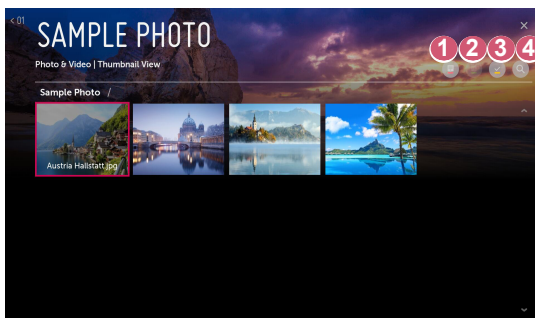 < 01
SAMPLE PHOTO
1 2 3 4
Photo & Video | Thumbnail View
Sample Photo /
Austria Hallstatt.jpg